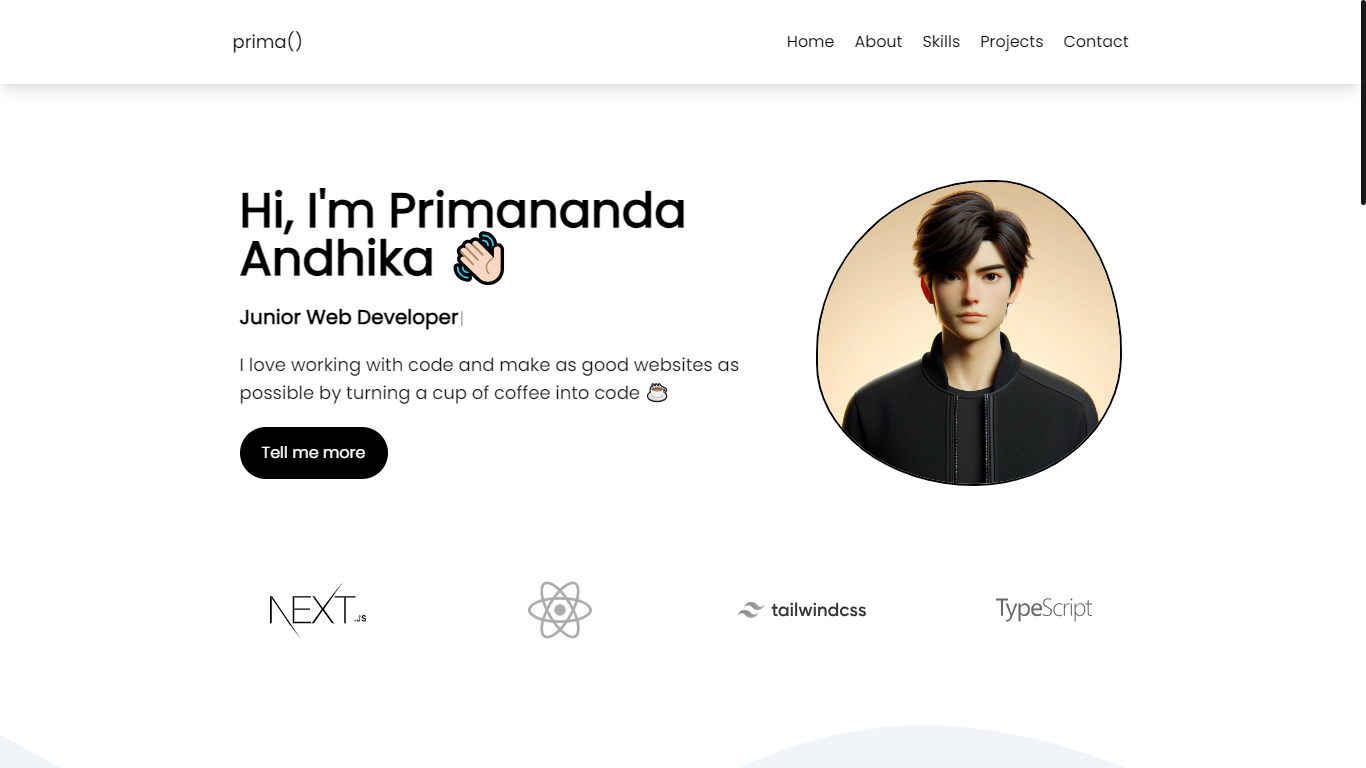 prima()
Home About Skills Projects Contact
Hi, I'm Primananda
Andhika 👋
Junior Web Developer|
I love working with code and make as good websites as
possible by turning a cup of coffee into code ☕
Tell me more
NEXT.JS
tailwindcss
TypeScript